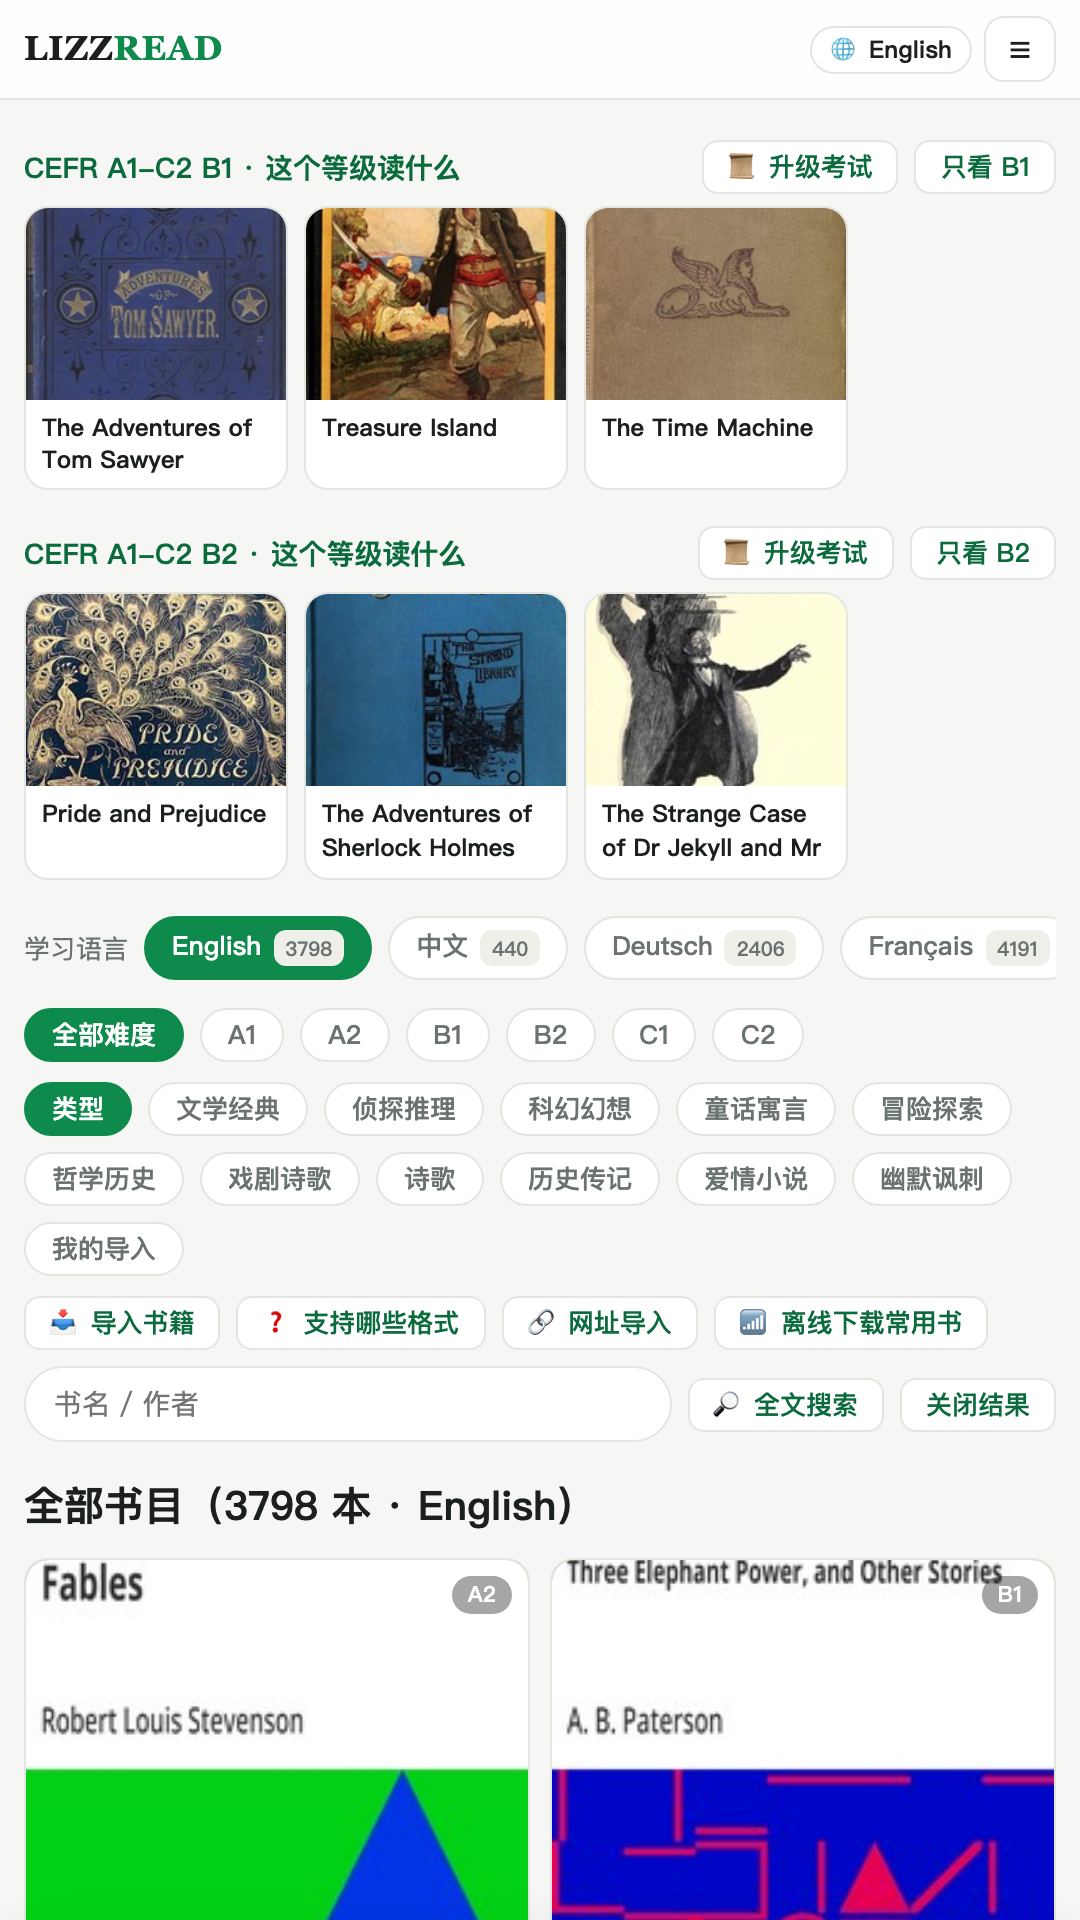 LIZZREAD
🌐 English
≡
CEFR A1–C2 B1 · 这个等级读什么
📜 升级考试
只看 B1
ADVENTURES
OF
TOM SAWYER.
The Adventures of
Tom Sawyer
Treasure Island
The Time Machine
CEFR A1–C2 B2 · 这个等级读什么
📜 升级考试
只看 B2
PRIDE
and
PREJUDICE
THE
STRAND
LIBRARY
Pride and Prejudice
The Adventures of
Sherlock Holmes
The Strange Case
of Dr Jekyll and Mr
学习语言
English 3798
中文 440
Deutsch 2406
Français 4191
全部难度
A1
A2
B1
B2
C1
C2
类型
文学经典
侦探推理
科幻幻想
童话寓言
冒险探索
哲学历史
戏剧诗歌
诗歌
历史传记
爱情小说
幽默讽刺
我的导入
📥 导入书籍
❓ 支持哪些格式
🔗 网址导入
📶 离线下载常用书
书名 / 作者
🔎 全文搜索
关闭结果
全部书目（3798 本 · English）
Fables
A2
Robert Louis Stevenson
Three Elephant Power, and Other Stories
B1
A. B. Paterson